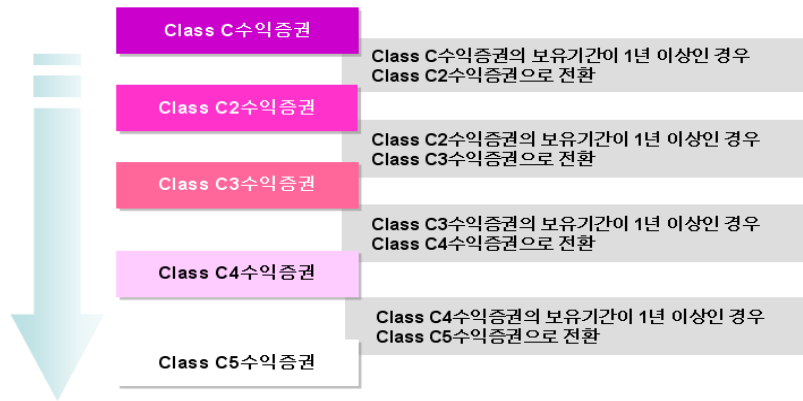 Class C수익증권
Class C수익증권의 보유기간이 1년 이상인 경우
Class C2수익증권으로 전환
Class C2수익증권
Class C2수익증권의 보유기간이 1년 이상인 경우
Class C3수익증권으로 전환
Class C3수익증권
Class C3수익증권의 보유기간이 1년 이상인 경우
Class C4수익증권으로 전환
Class C4수익증권
Class C4수익증권의 보유기간이 1년 이상인 경우
Class C5수익증권으로 전환
Class C5수익증권